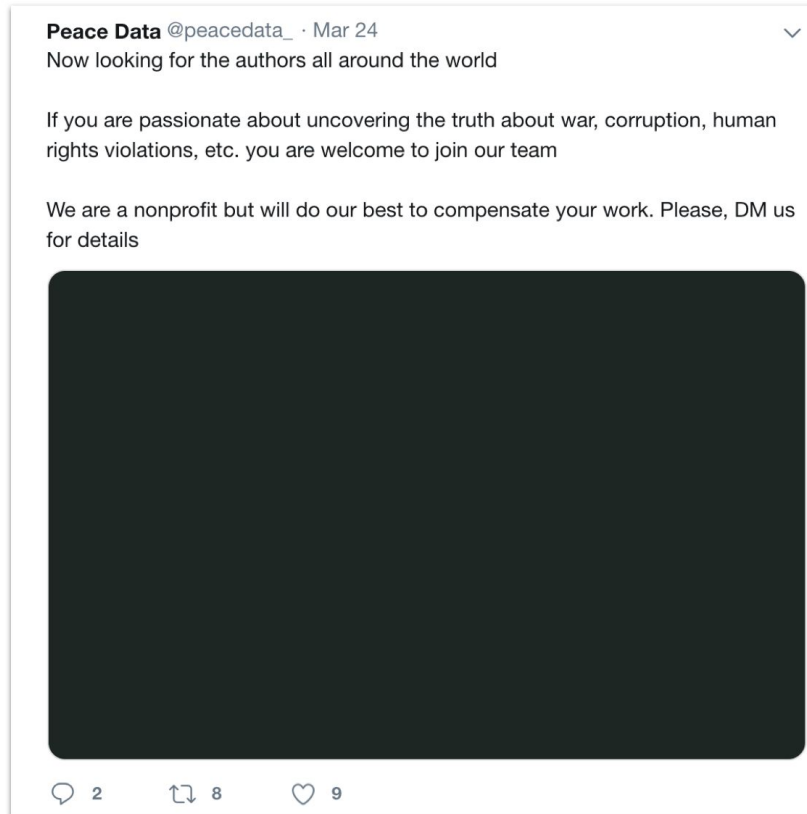 Peace Data @peacedata_ · Mar 24
Now looking for the authors all around the world
If you are passionate about uncovering the truth about war, corruption, human
rights violations, etc. you are welcome to join our team
We are a nonprofit but will do our best to compensate your work. Please, DM us
for details
2 8 9